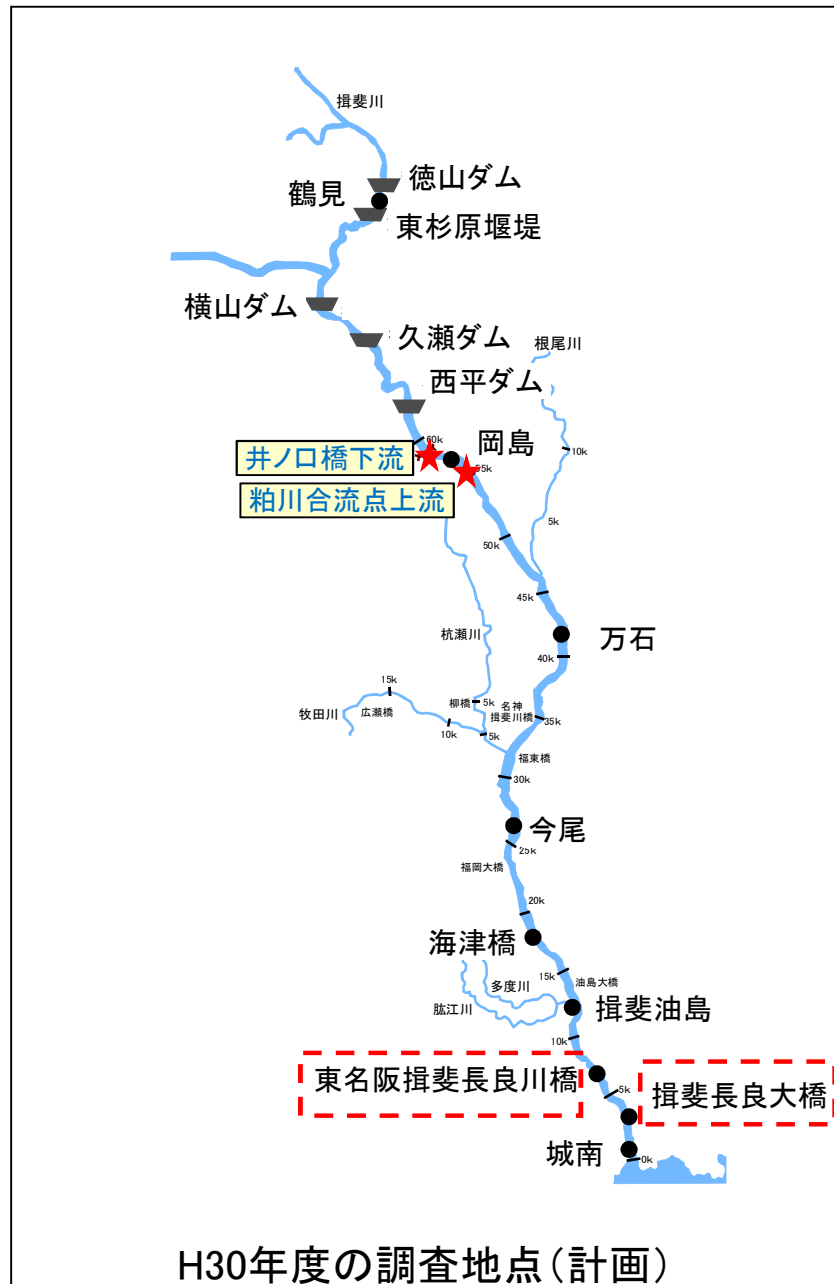 揖斐川
徳山ダム
鶴見
東杉原堰堤
横山ダム
久瀬ダム
根尾川
西平ダム
60k
岡島
10k
井ノ口橋下流
55k
粕川合流点上流
5k
50k
45k
杭瀬川
万石
40k
15k
柳橋
5k
名神
揖斐川橋
35k
牧田川
広瀬橋
10k
5k
福東橋
30k
今尾
25k
福岡大橋
20k
海津橋
15k
油島大橋
多度川
肱江川
揖斐油島
10k
東名阪揖斐長良川橋
5k
揖斐長良大橋
城南
0k
H30年度の調査地点(計画)